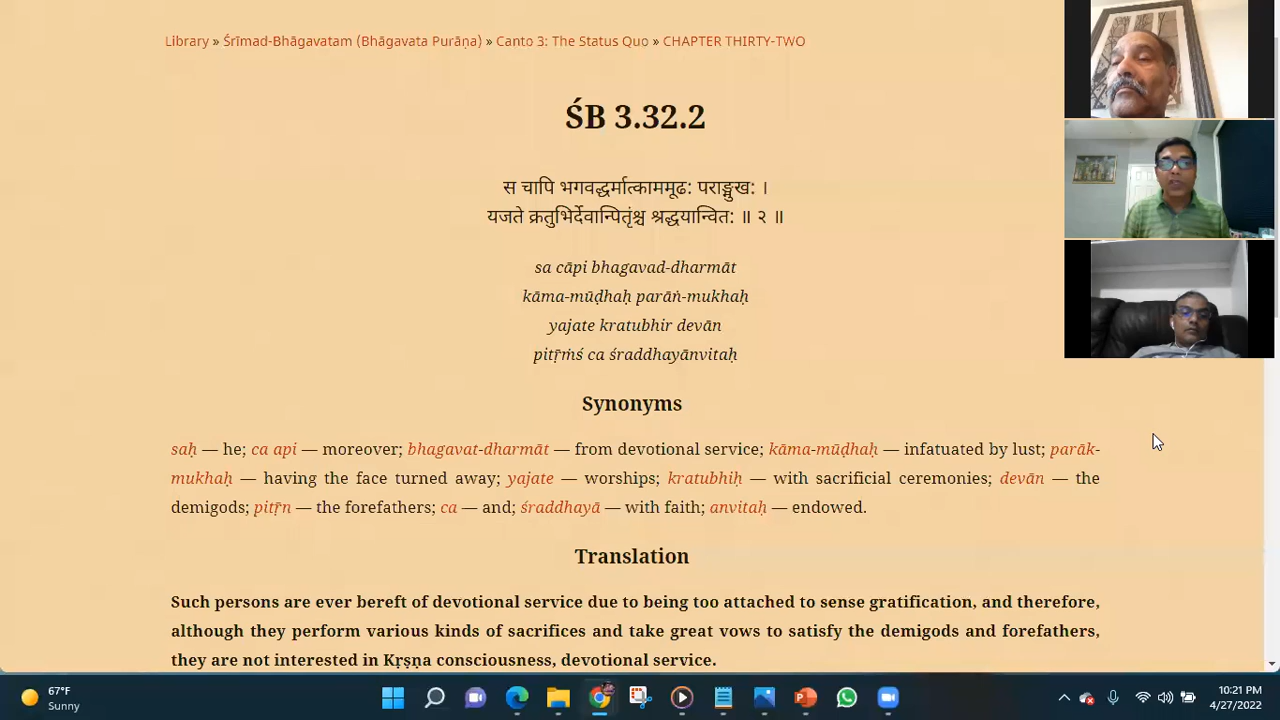 Library » Śrīmad-Bhāgavatam (Bhāgavata Purāṇa) » Canto 3: The Status Quo » CHAPTER THIRTY-TWO
ŚB 3.32.2
स चापि भगवद्धर्मात्काममूढ: पराङ्मुख: ।
यजते क्रतुभिर्देवान्पितृंश्च श्रद्धयान्वित: ॥ २ ॥
sa cāpi bhagavad-dharmāt
kāma-mūḍhaḥ parāṅ-mukhaḥ
yajate kratubhir devān
pitṝṁś ca śraddhayānvitaḥ
Synonyms
saḥ — he; ca api — moreover; bhagavat-dharmāt — from devotional service; kāma-mūḍhaḥ — infatuated by lust; parāk-
mukhaḥ — having the face turned away; yajate — worships; kratubhiḥ — with sacrificial ceremonies; devān — the
demigods; pitṝn — the forefathers; ca — and; śraddhayā — with faith; anvitaḥ — endowed.
Translation
Such persons are ever bereft of devotional service due to being too attached to sense gratification, and therefore,
although they perform various kinds of sacrifices and take great vows to satisfy the demigods and forefathers,
they are not interested in Kṛṣṇa consciousness, devotional service.
67°F
Sunny
10:21 PM
4/27/2022